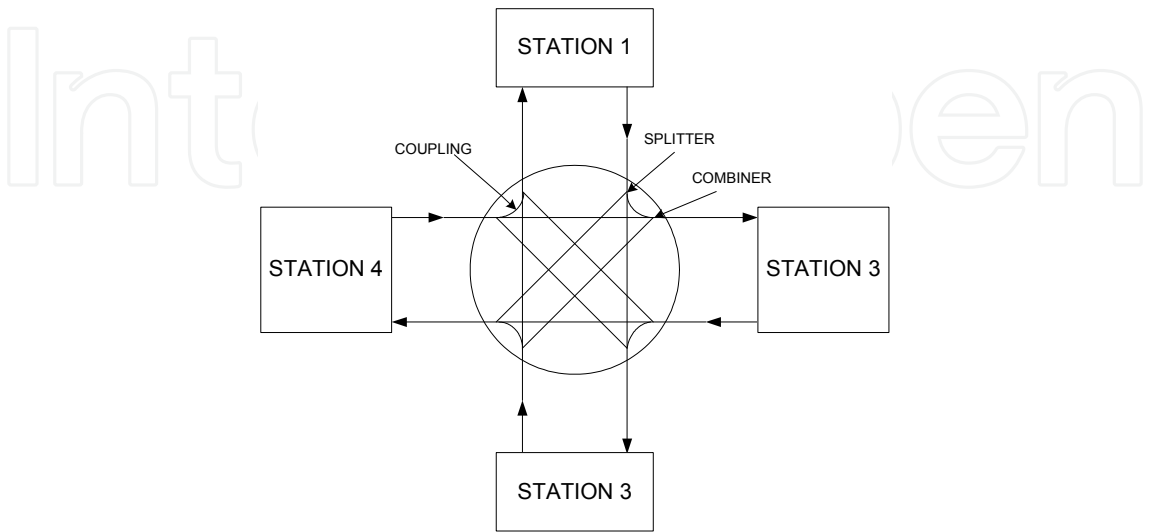 STATION 1
SPLITTER
COUPLING
COMBINER
STATION 4
STATION 3
STATION 3